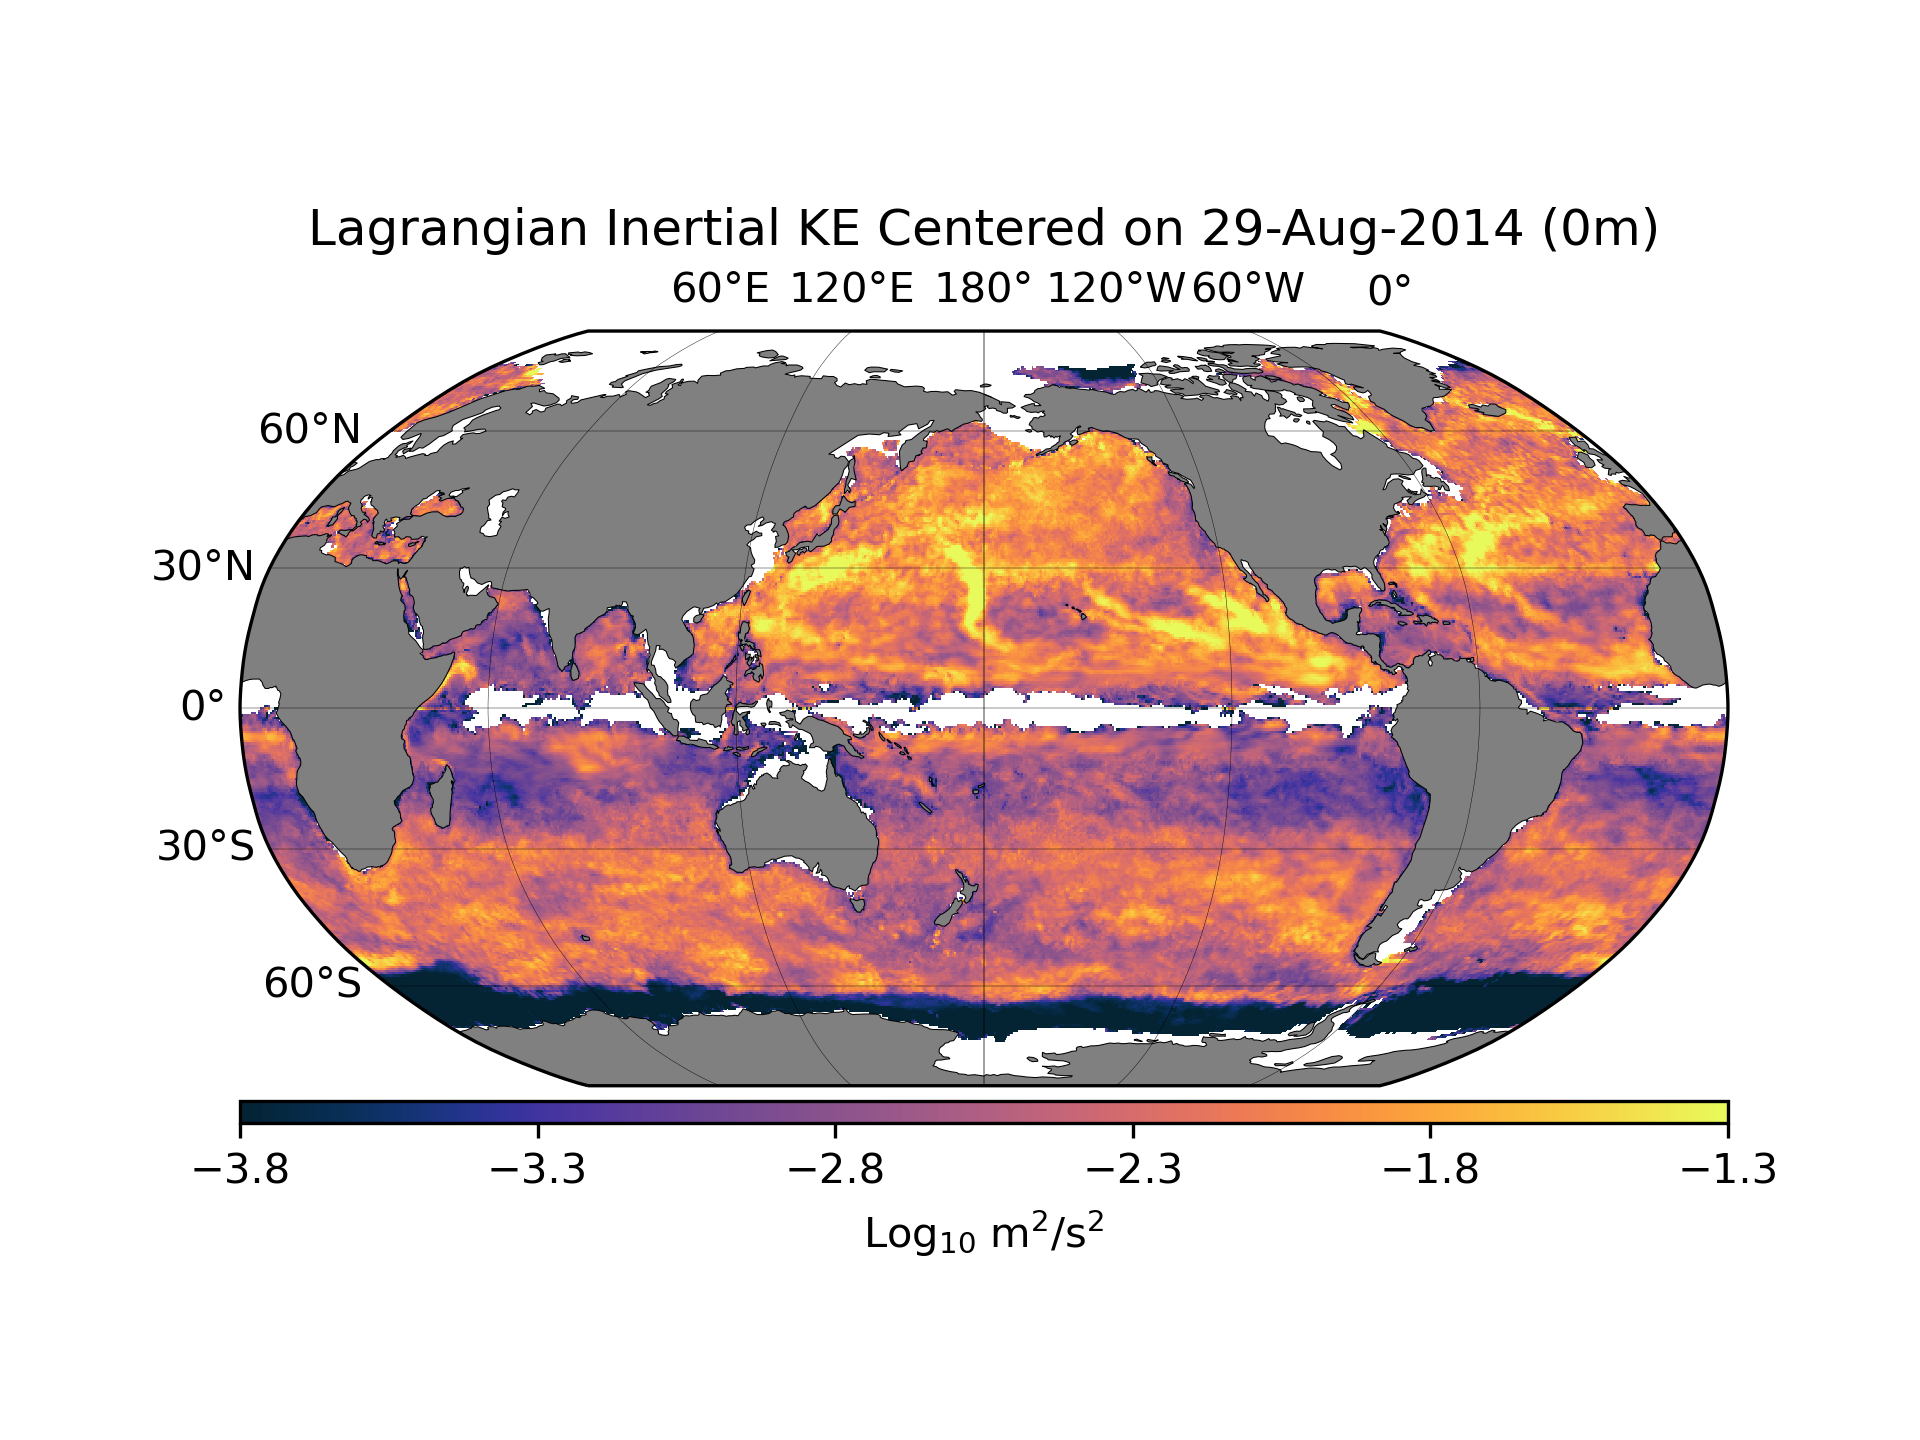 Lagrangian Inertial KE Centered on 29-Aug-2014 (0m)
60°E 120°E 180° 120°W 60°W 0°
60°N
30°N
0°
30°S
60°S
−3.8 −3.3 −2.8 −2.3 −1.8 −1.3
Log₁₀ m²/s²